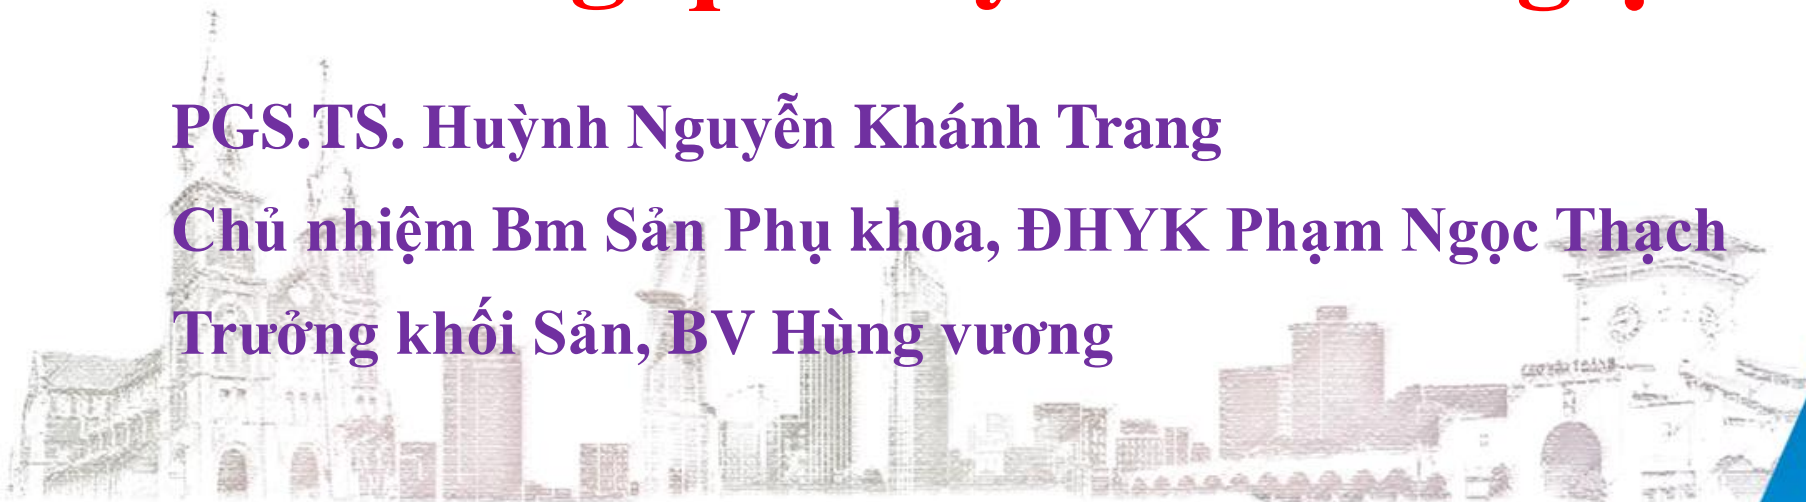 PGS.TS. Huỳnh Nguyễn Khánh Trang
Chủ nhiệm Bm Sản Phụ khoa, ĐHYK Phạm Ngọc Thạch
Trưởng khối Sản, BV Hùng vương